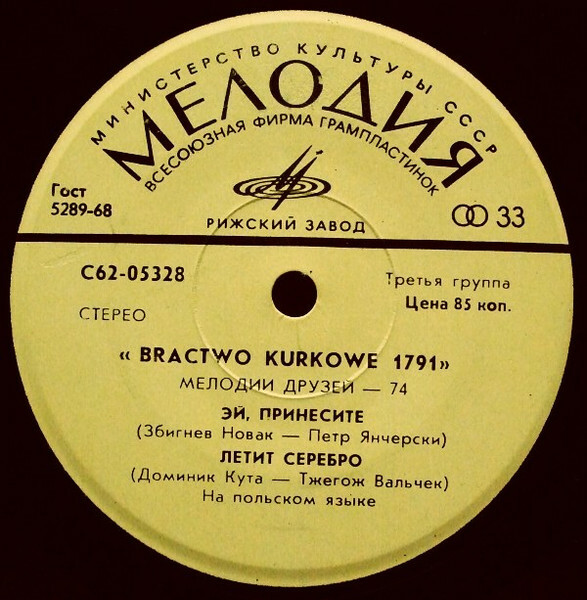 МИНИСТЕРСТВО КУЛЬТУРЫ СССР
МЕЛОДИЯ
ВСЕСОЮЗНАЯ ФИРМА ГРАМПЛАСТИНОК
Гост
5289-68
РИЖСКИЙ ЗАВОД
33
С62-05328
СТЕРЕО
Третья группа
Цена 85 коп.
« BRACTWO KURKOWE 1791»
МЕЛОДИИ ДРУЗЕЙ — 74
ЭЙ, ПРИНЕСИТЕ
(Збигнев Новак — Петр Янчерски)
ЛЕТИТ СЕРЕБРО
(Доминик Кута — Тжегож Вальчек)
На польском языке